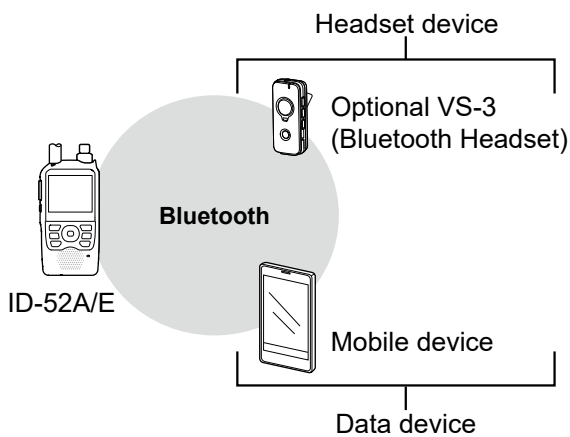 Headset device
Optional VS-3
(Bluetooth Headset)
Bluetooth
ID-52A/E
Mobile device
Data device